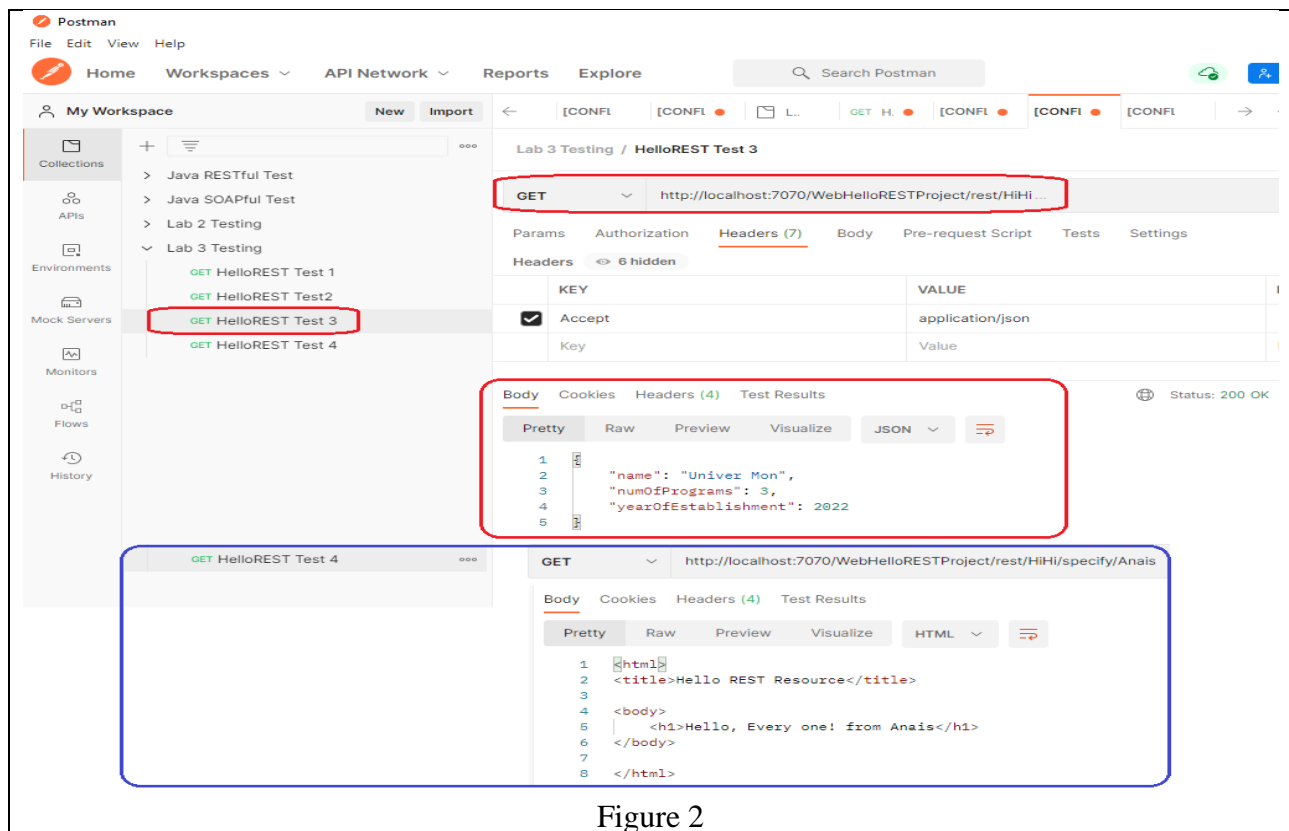 Postman
File Edit View Help
Home Workspaces API Network Reports Explore Search Postman
My Workspace New Import
[CONFL [CONFL L... GET H. [CONFL [CONFI [CONFL
Collections
APIs
Environments
Mock Servers
Monitors
Flows
History
Java RESTful Test
Java SOAPful Test
Lab 2 Testing
Lab 3 Testing
GET HelloREST Test 1
GET HelloREST Test2
GET HelloREST Test 3
GET HelloREST Test 4
Lab 3 Testing / HelloREST Test 3
GET http://localhost:7070/WebHelloRESTProject/rest/HiHi ...
Params Authorization Headers (7) Body Pre-request Script Tests Settings
Headers 6 hidden
KEY VALUE
Accept application/json
Key Value
Body Cookies Headers (4) Test Results Status: 200 OK
Pretty Raw Preview Visualize JSON
1 {
2 "name": "Univer Mon",
3 "numOfPrograms": 3,
4 "yearOfEstablishment": 2022
5 }
GET HelloREST Test 4
GET http://localhost:7070/WebHelloRESTProject/rest/HiHi/specify/Anais
Body Cookies Headers (4) Test Results
Pretty Raw Preview Visualize HTML
1 <html>
2 <title>Hello REST Resource</title>
3
4 <body>
5 <h1>Hello, Every one! from Anais</h1>
6 </body>
7
8 </html>
Figure 2